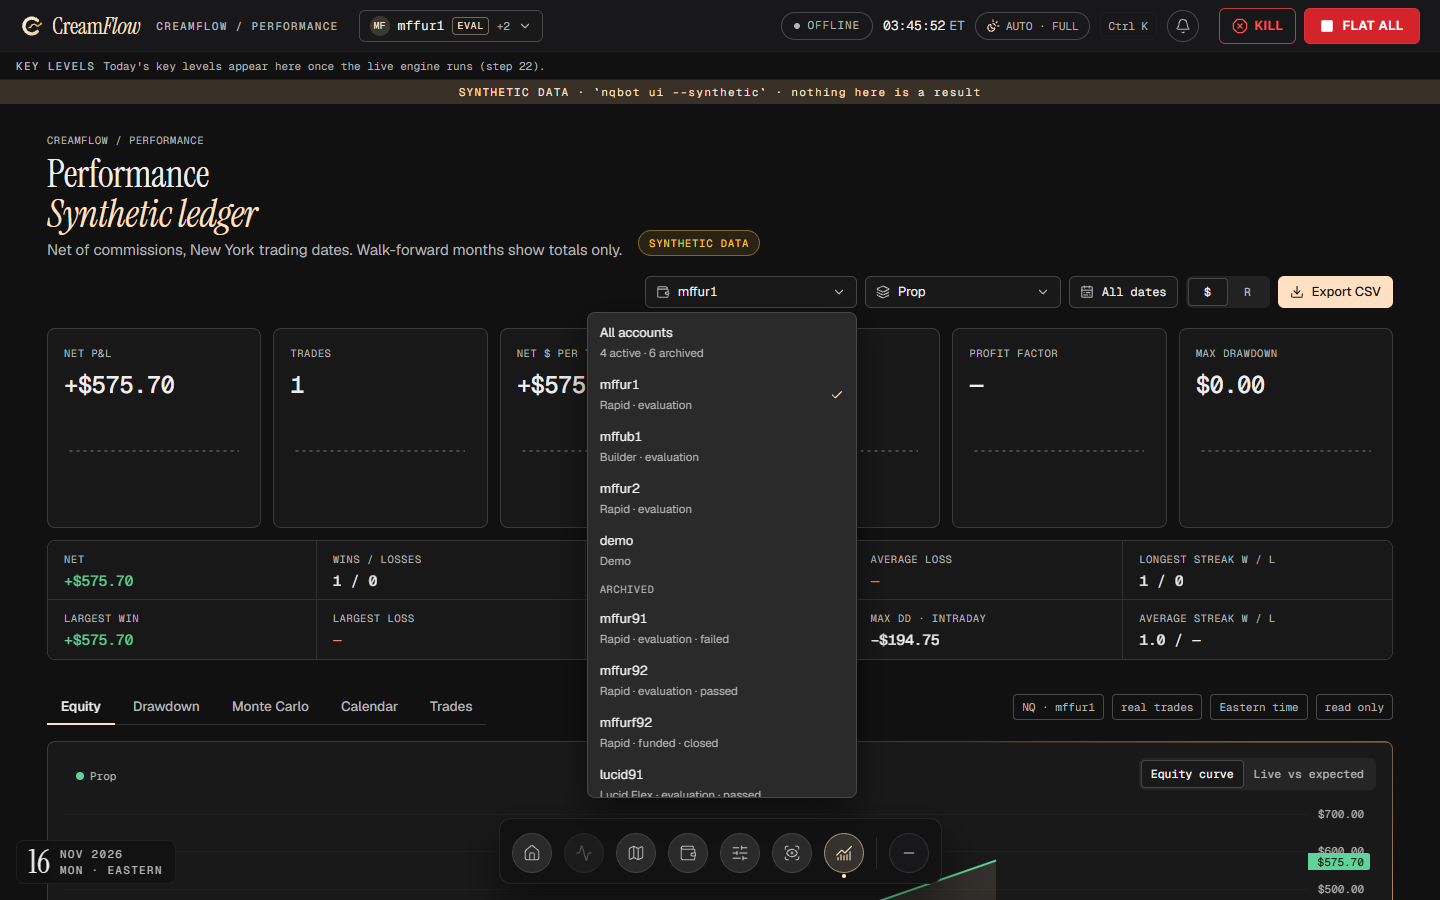 CreamFlow
CREAMFLOW / PERFORMANCE
MF mffur1 EVAL +2
OFFLINE
03:45:52 ET
AUTO · FULL
Ctrl K
KILL
FLAT ALL
KEY LEVELS Today's key levels appear here once the live engine runs (step 22).
SYNTHETIC DATA · `nqbot ui --synthetic` · nothing here is a result
CREAMFLOW / PERFORMANCE
Performance
Synthetic ledger
Net of commissions, New York trading dates. Walk-forward months show totals only.
SYNTHETIC DATA
mffur1
Prop
All dates
$ R
Export CSV
All accounts
4 active · 6 archived
mffur1
Rapid · evaluation
mffub1
Builder · evaluation
mffur2
Rapid · evaluation
demo
Demo
ARCHIVED
mffur91
Rapid · evaluation · failed
mffur92
Rapid · evaluation · passed
mffurf92
Rapid · funded · closed
lucid91
Lucid Flex · evaluation · passed
NET P&L
+$575.70
TRADES
1
NET $ PER
+$575
PROFIT FACTOR
—
MAX DRAWDOWN
$0.00
NET
+$575.70
WINS / LOSSES
1 / 0
AVERAGE LOSS
—
LONGEST STREAK W / L
1 / 0
LARGEST WIN
+$575.70
LARGEST LOSS
—
MAX DD · INTRADAY
-$194.75
AVERAGE STREAK W / L
1.0 / —
Equity
Drawdown
Monte Carlo
Calendar
Trades
NQ · mffur1
real trades
Eastern time
read only
Prop
Equity curve
Live vs expected
$700.00
$600.00
$575.70
$500.00
16
NOV 2026
MON · EASTERN